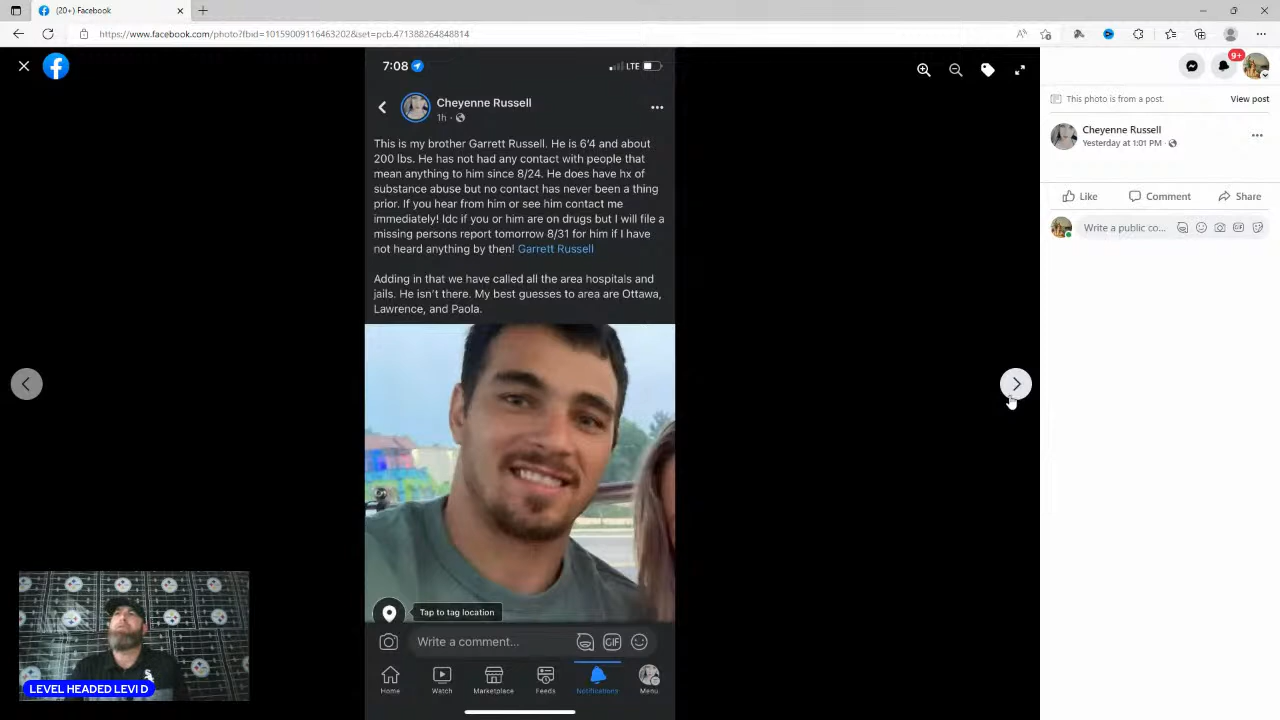 (20+) Facebook
https://www.facebook.com/photo?fbid=10159009116463202&set=pcb.471388264848814
7:08
LTE
Cheyenne Russell
1h ·
This is my brother Garrett Russell. He is 6'4 and about
200 lbs. He has not had any contact with people that
mean anything to him since 8/24. He does have hx of
substance abuse but no contact has never been a thing
prior. If you hear from him or see him contact me
immediately! Idc if you or him are on drugs but I will file a
missing persons report tomorrow 8/31 for him if I have
not heard anything by then! Garrett Russell
Adding in that we have called all the area hospitals and
jails. He isn't there. My best guesses to area are Ottawa,
Lawrence, and Paola.
Tap to tag location
Write a comment...
GIF
Home
Watch
Marketplace
Feeds
Notifications
Menu
9+
This photo is from a post.
View post
Cheyenne Russell
Yesterday at 1:01 PM ·
Like
Comment
Share
Write a public co...
LEVEL HEADED LEVI D